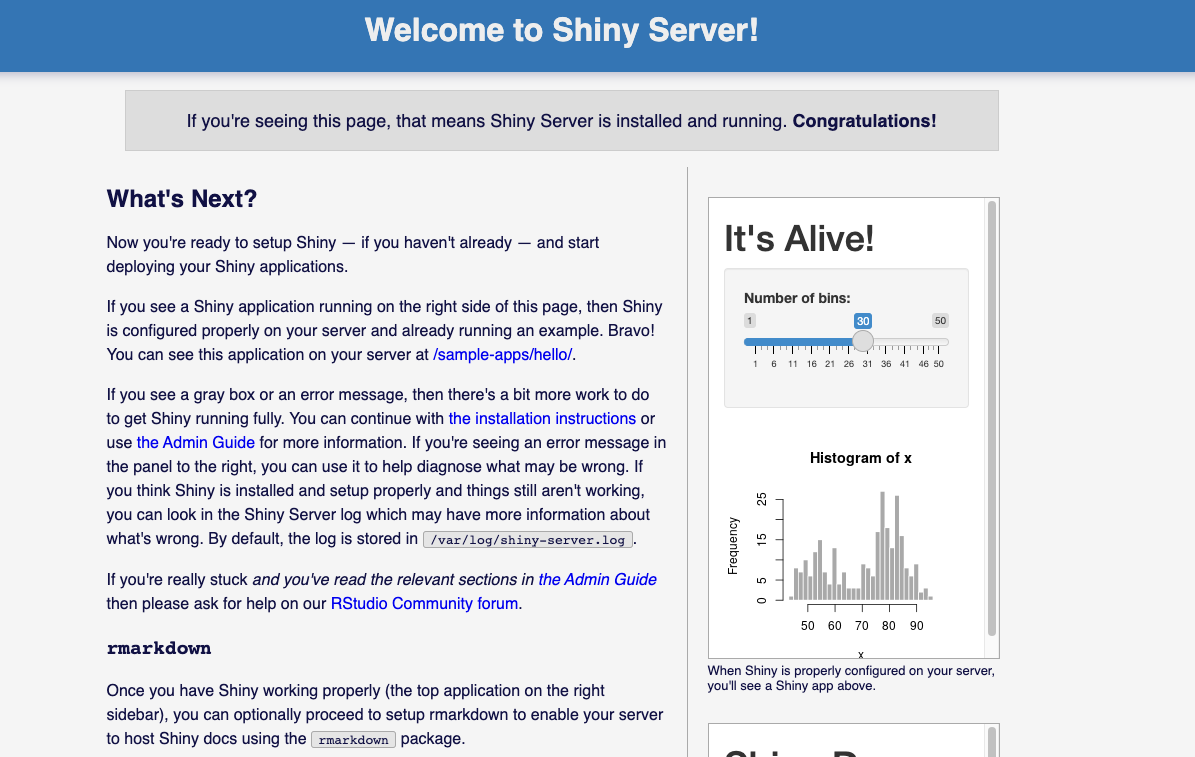 Welcome to Shiny Server!
If you're seeing this page, that means Shiny Server is installed and running. Congratulations!
What's Next?
Now you're ready to setup Shiny — if you haven't already — and start
deploying your Shiny applications.
If you see a Shiny application running on the right side of this page, then Shiny
is configured properly on your server and already running an example. Bravo!
You can see this application on your server at /sample-apps/hello/.
If you see a gray box or an error message, then there's a bit more work to do
to get Shiny running fully. You can continue with the installation instructions or
use the Admin Guide for more information. If you're seeing an error message in
the panel to the right, you can use it to help diagnose what may be wrong. If
you think Shiny is installed and setup properly and things still aren't working,
you can look in the Shiny Server log which may have more information about
what's wrong. By default, the log is stored in /var/log/shiny-server.log.
If you're really stuck and you've read the relevant sections in the Admin Guide
then please ask for help on our RStudio Community forum.
rmarkdown
Once you have Shiny working properly (the top application on the right
sidebar), you can optionally proceed to setup rmarkdown to enable your server
to host Shiny docs using the rmarkdown package.
It's Alive!
Number of bins:
1 30 50
1 6 11 16 21 26 31 36 41 46 50
Histogram of x
Frequency
25
15
5
0
50 60 70 80 90
x
When Shiny is properly configured on your server,
you'll see a Shiny app above.